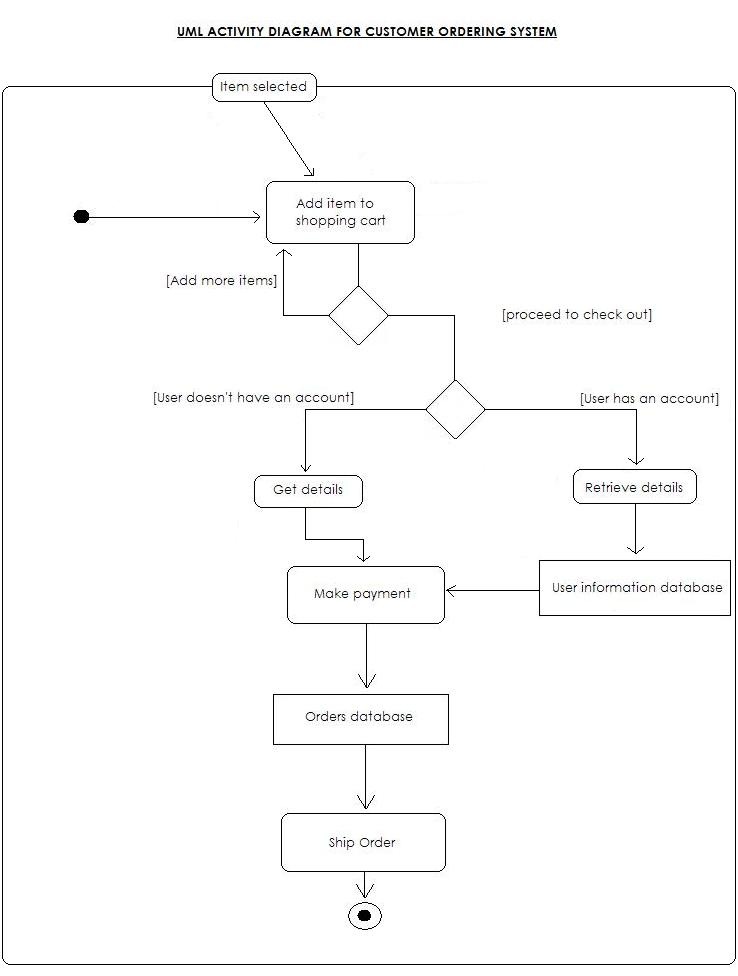 UML ACTIVITY DIAGRAM FOR CUSTOMER ORDERING SYSTEM
Item selected
Add item to
shopping cart
[Add more items]
[proceed to check out]
[User doesn't have an account]
[User has an account]
Get details
Retrieve details
Make payment
User information database
Orders database
Ship Order